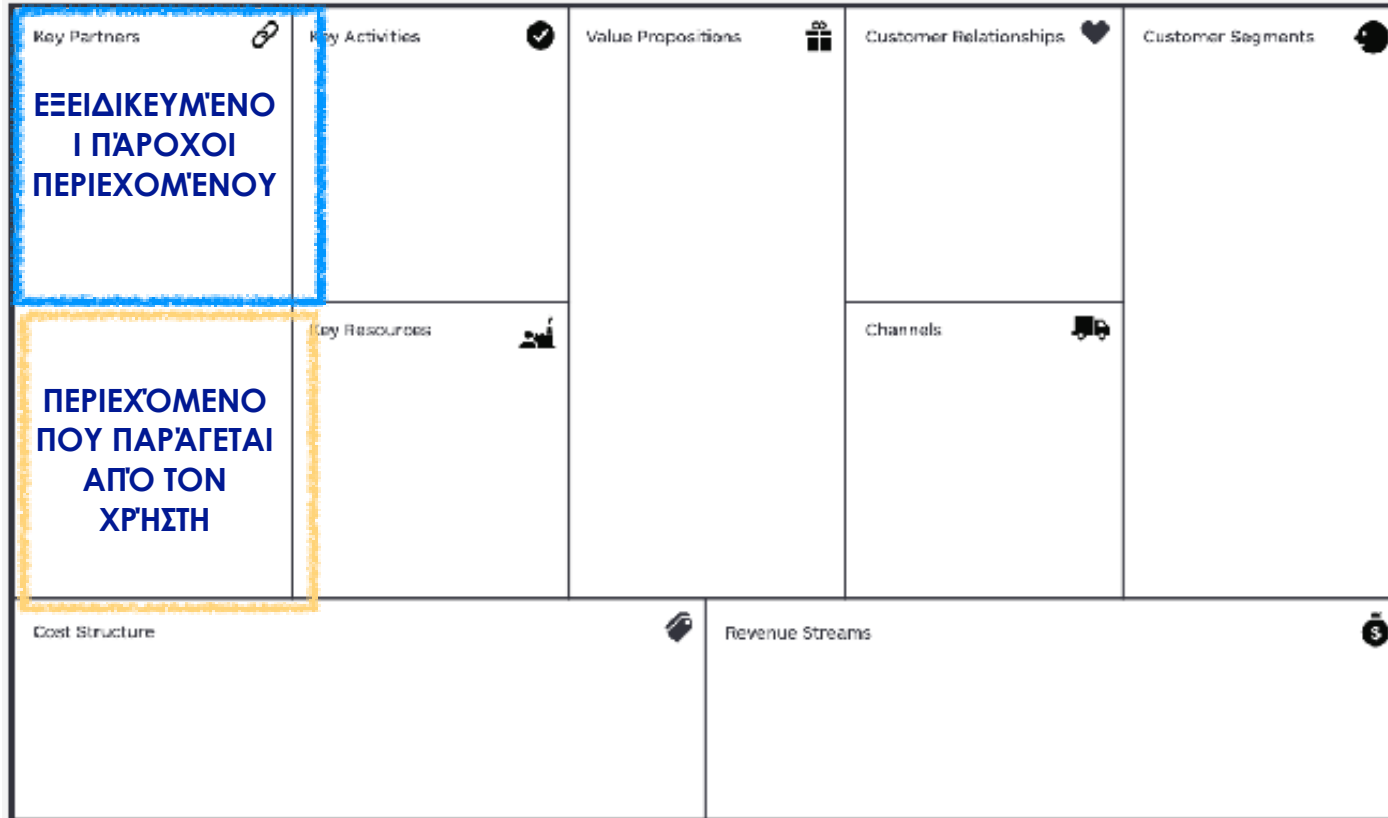 Key Partners
ΕΞΕΙΔΙΚΕΥΜΈΝΟ
Ι ΠΆΡΟΧΟΙ
ΠΕΡΙΕΧΟΜΈΝΟΥ
ΠΕΡΙΕΧΌΜΕΝΟ
ΠΟΥ ΠΑΡΆΓΕΤΑΙ
ΑΠΌ ΤΟΝ
ΧΡΉΣΤΗ
Key Activities
Key Resources
Value Propositions
Customer Relationships
Channels
Customer Segments
Cost Structure
Revenue Streams
$